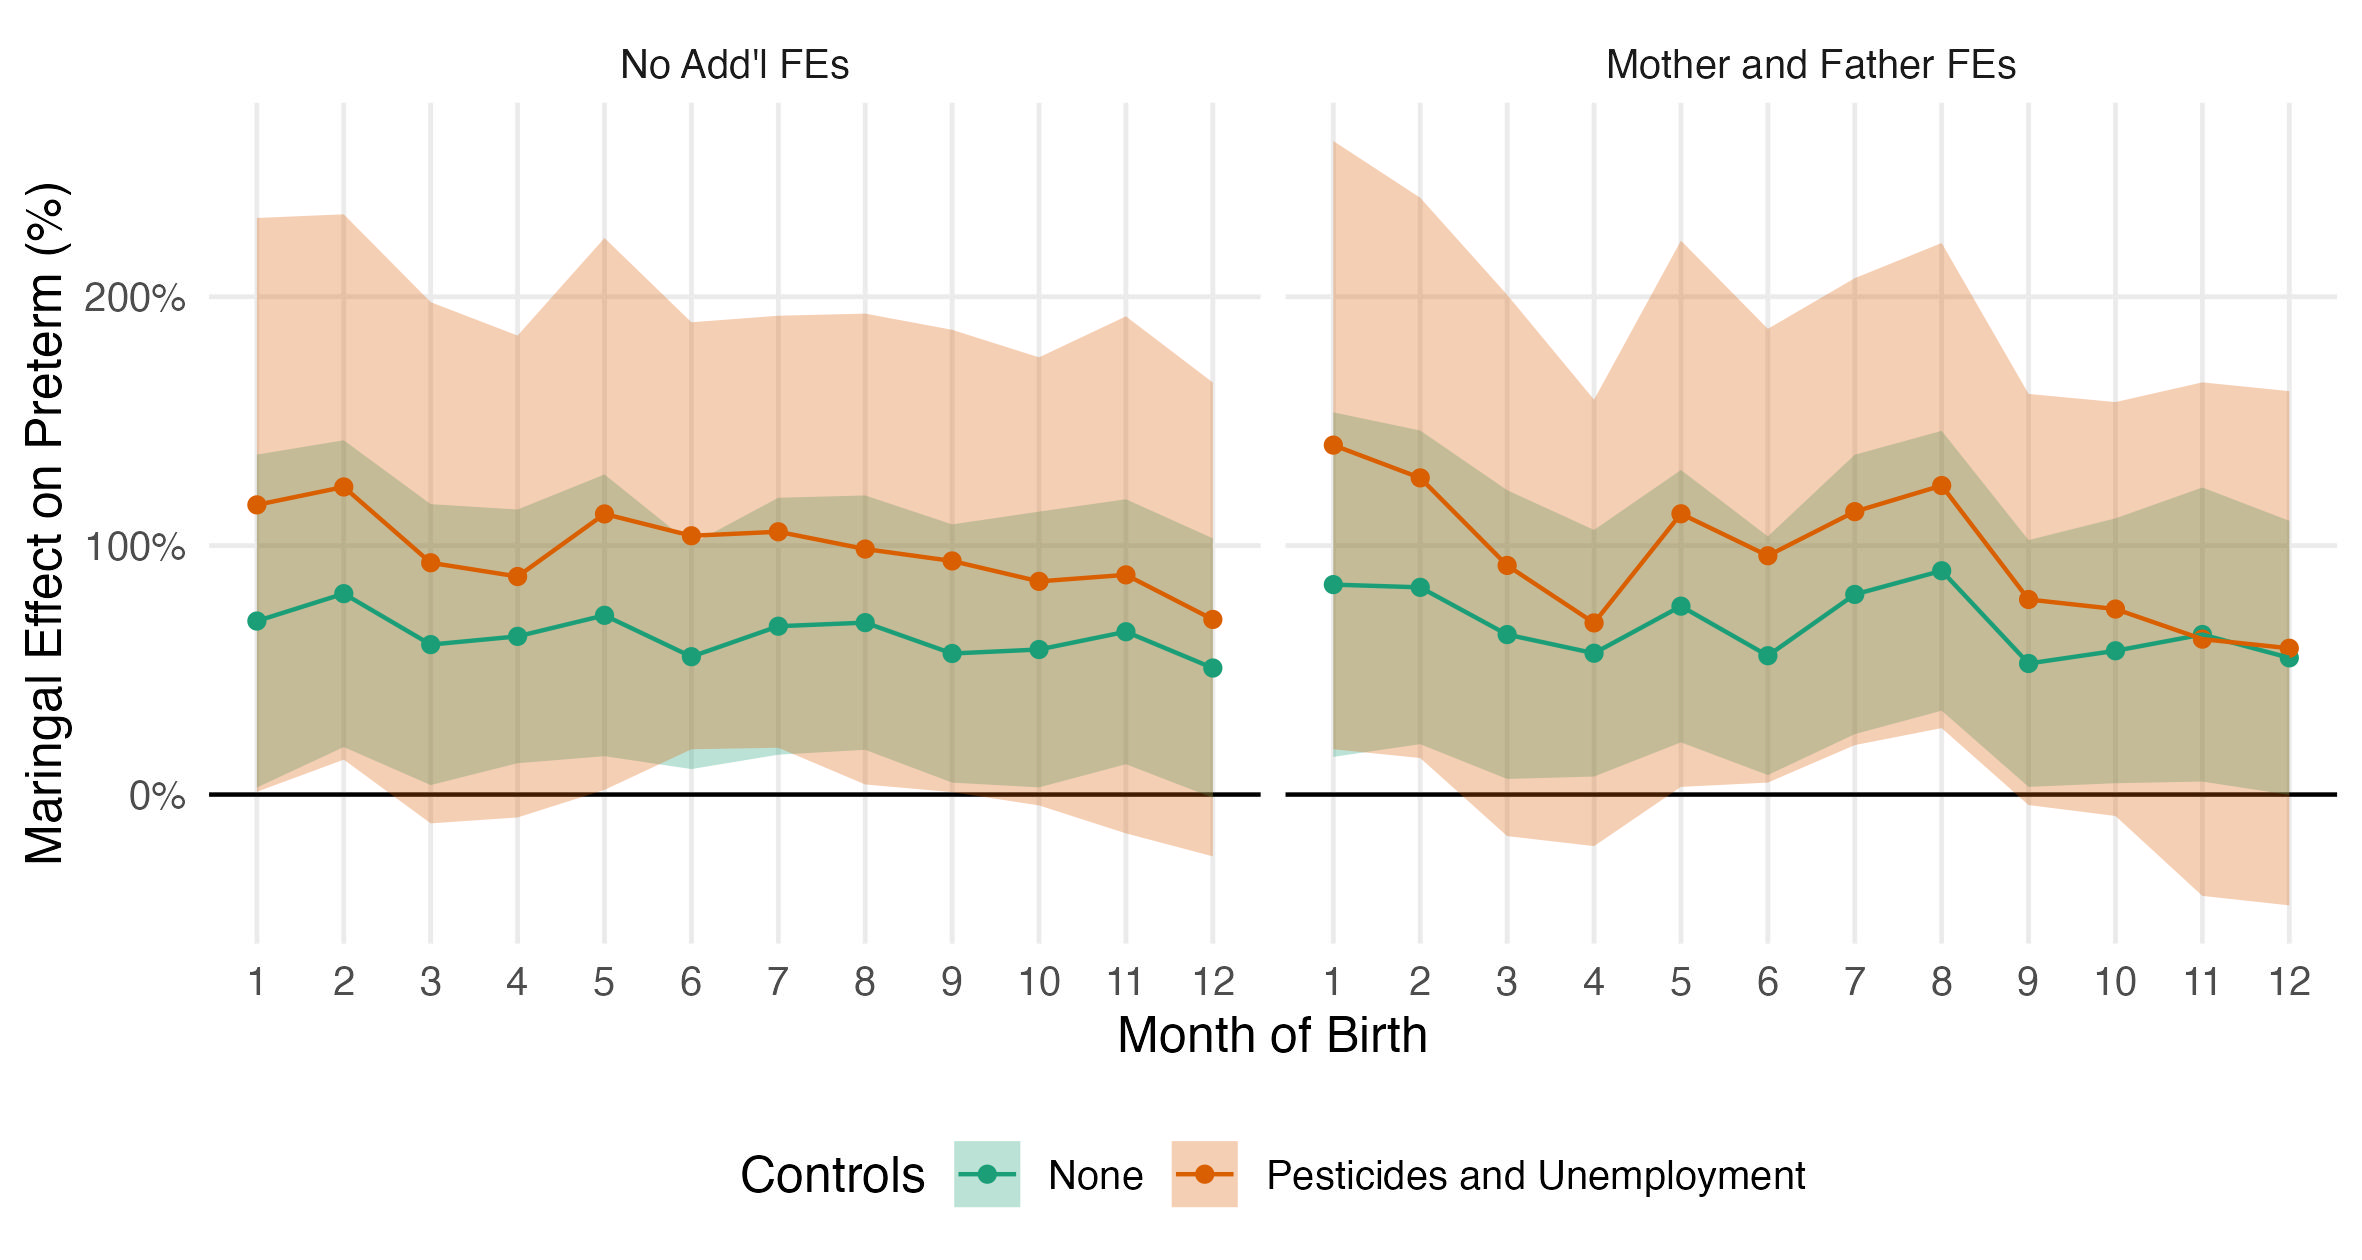 No Add'l FEs
Mother and Father FEs
Maringal Effect on Preterm (%)
200%
100%
0%
1 2 3 4 5 6 7 8 9 10 11 12
1 2 3 4 5 6 7 8 9 10 11 12
Month of Birth
Controls None Pesticides and Unemployment